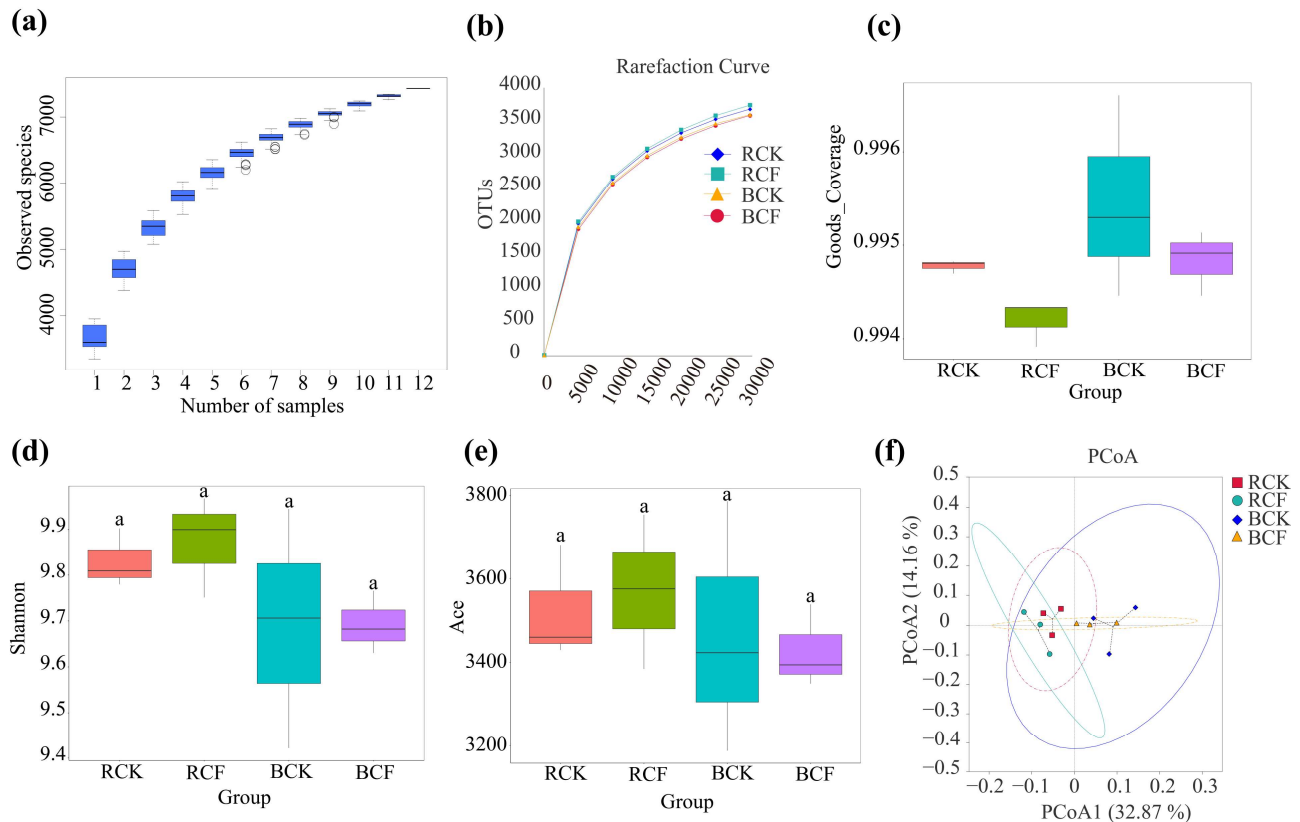 (a)
Observed species
7000
6000
5000
4000
1 2 3 4 5 6 7 8 9 10 11 12
Number of samples
(b)
Rarefaction Curve
OTUs
4000
3500
3000
2500
2000
1500
1000
500
0
0 5000 10000 15000 20000 25000 30000
RCK
RCF
BCK
BCF
(c)
Goods_Coverage
0.996
0.995
0.994
RCK RCF BCK BCF
Group
(d)
Shannon
9.9
9.8
9.7
9.6
9.5
9.4
a a a a
RCK RCF BCK BCF
Group
(e)
Ace
3800
3600
3400
3200
a a a a
RCK RCF BCK BCF
Group
(f)
PCoA
PCoA2 (14.16 %)
0.5
0.4
0.3
0.2
0.1
0
−0.1
−0.2
−0.3
−0.4
−0.5
−0.2 −0.1 0 0.1 0.2 0.3
PCoA1 (32.87 %)
RCK
RCF
BCK
BCF